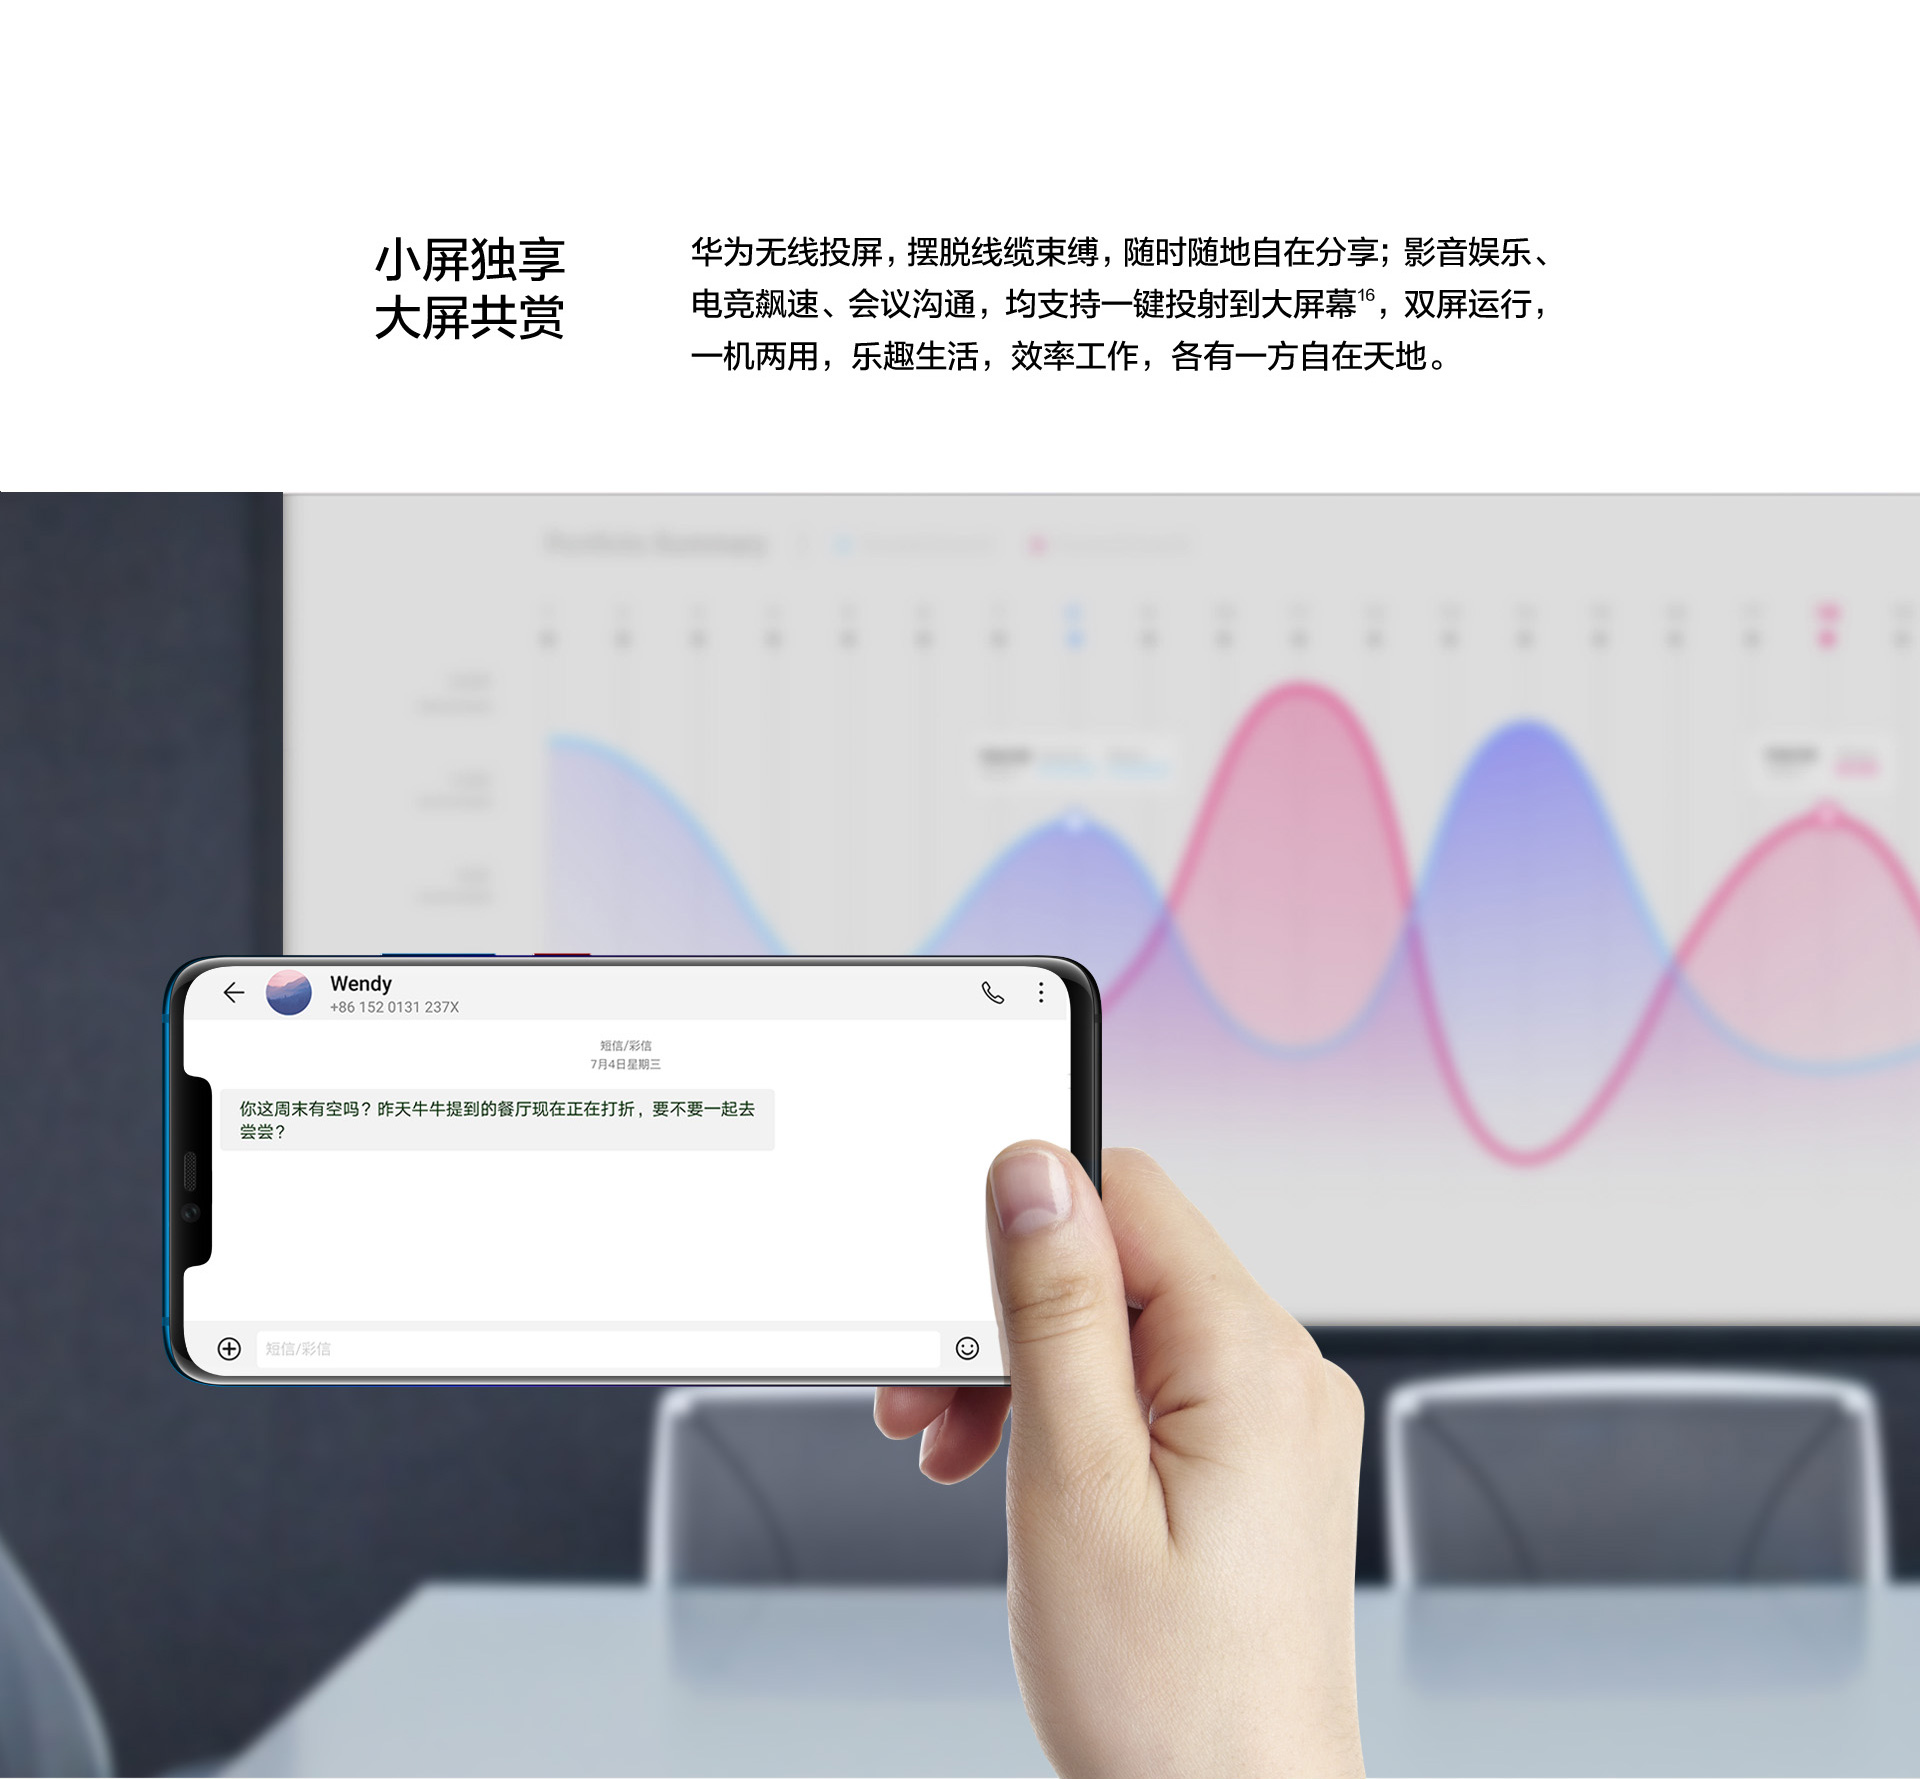 小屏独享
大屏共赏
华为无线投屏，摆脱线缆束缚，随时随地自在分享；影音娱乐、
电竞飙速、会议沟通，均支持一键投射到大屏幕16，双屏运行，
一机两用，乐趣生活，效率工作，各有一方自在天地。
Wendy
+86 152 0131 237X
短信/彩信
7月4日星期三
你这周末有空吗？昨天牛牛提到的餐厅现在正在打折，要不要一起去
尝尝？
短信/彩信